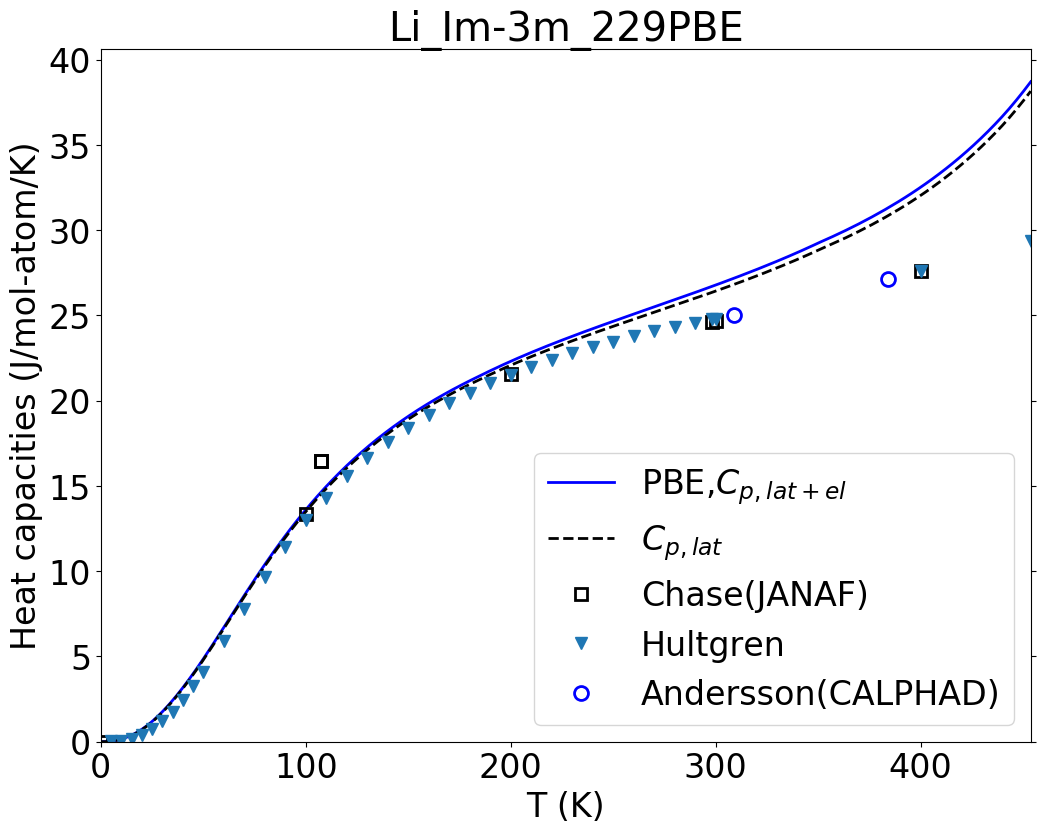 Li_Im-3m_229PBE
Heat capacities (J/mol-atom/K)
40
35
30
25
20
15
10
5
0
PBE,C_{p, lat+el}
C_{p, lat}
Chase(JANAF)
Hultgren
Andersson(CALPHAD)
0 100 200 300 400
T (K)